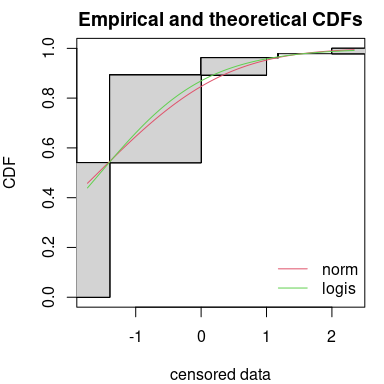 Empirical and theoretical CDFs
CDF
1.0
0.8
0.6
0.4
0.2
0.0
norm
logis
-1 0 1 2
censored data